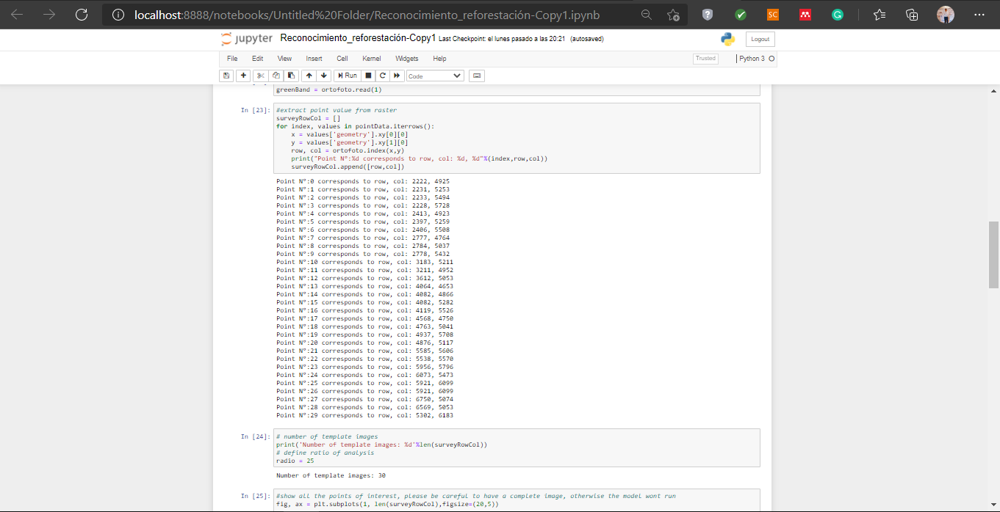 localhost:8888/notebooks/Untitled%20Folder/Reconocimiento_reforestación-Copy1.ipynb
SC
G
jupyter Reconocimiento_reforestación-Copy1 Last Checkpoint: el lunes pasado a las 20:21 (autosaved)
Logout
File Edit View Insert Cell Kernel Widgets Help
Trusted
Python 3
Run
Code
greenBand = ortofoto.read(1)
In [23]: #extract point value from raster
surveyRowCol = []
for index, values in pointData.iterrows():
x = values['geometry'].xy[0][0]
y = values['geometry'].xy[1][0]
row, col = ortofoto.index(x,y)
print("Point N°:%d corresponds to row, col: %d, %d"%(index,row,col))
surveyRowCol.append([row,col])
Point N°:0 corresponds to row, col: 2222, 4925
Point N°:1 corresponds to row, col: 2231, 5253
Point N°:2 corresponds to row, col: 2233, 5494
Point N°:3 corresponds to row, col: 2228, 5728
Point N°:4 corresponds to row, col: 2413, 4923
Point N°:5 corresponds to row, col: 2397, 5259
Point N°:6 corresponds to row, col: 2406, 5508
Point N°:7 corresponds to row, col: 2777, 4764
Point N°:8 corresponds to row, col: 2784, 5037
Point N°:9 corresponds to row, col: 2778, 5432
Point N°:10 corresponds to row, col: 3183, 5211
Point N°:11 corresponds to row, col: 3211, 4952
Point N°:12 corresponds to row, col: 3612, 5053
Point N°:13 corresponds to row, col: 4064, 4653
Point N°:14 corresponds to row, col: 4082, 4866
Point N°:15 corresponds to row, col: 4082, 5282
Point N°:16 corresponds to row, col: 4119, 5526
Point N°:17 corresponds to row, col: 4568, 4750
Point N°:18 corresponds to row, col: 4763, 5041
Point N°:19 corresponds to row, col: 4937, 5708
Point N°:20 corresponds to row, col: 4876, 5117
Point N°:21 corresponds to row, col: 5585, 5606
Point N°:22 corresponds to row, col: 5538, 5570
Point N°:23 corresponds to row, col: 5956, 5796
Point N°:24 corresponds to row, col: 6073, 5473
Point N°:25 corresponds to row, col: 5921, 6099
Point N°:26 corresponds to row, col: 5921, 6099
Point N°:27 corresponds to row, col: 6750, 5074
Point N°:28 corresponds to row, col: 6569, 5053
Point N°:29 corresponds to row, col: 5302, 6183
In [24]: # number of template images
print('Number of template images: %d'%len(surveyRowCol))
# define ratio of analysis
radio = 25
Number of template images: 30
In [25]: #show all the points of interest, please be careful to have a complete image, otherwise the model wont run
fig, ax = plt.subplots(1, len(surveyRowCol),figsize=(20,5))